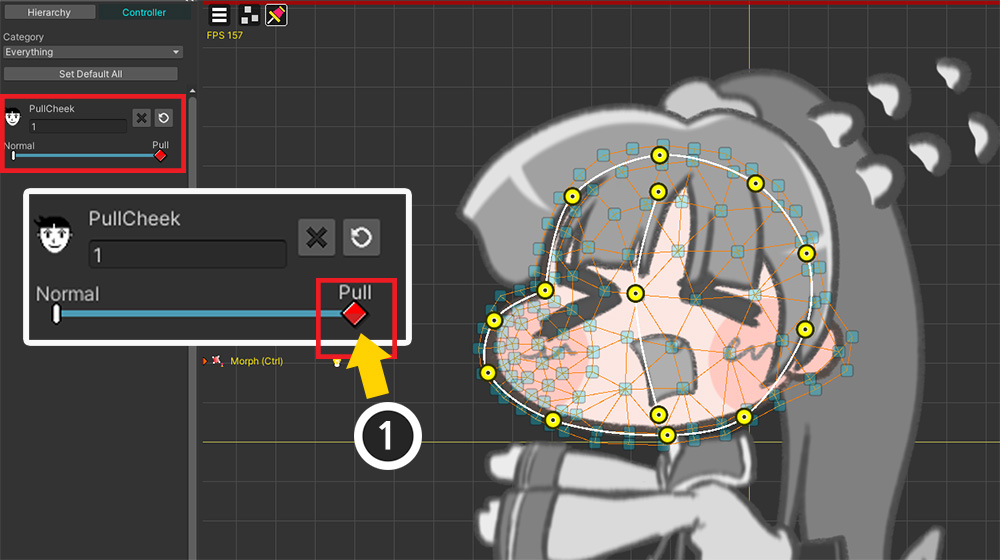 Hierarchy
Controller
FPS 157
Category
Everything
Set Default All
PullCheek
1
Normal
Pull
PullCheek
1
Normal
Pull
Morph (Ctrl)
1